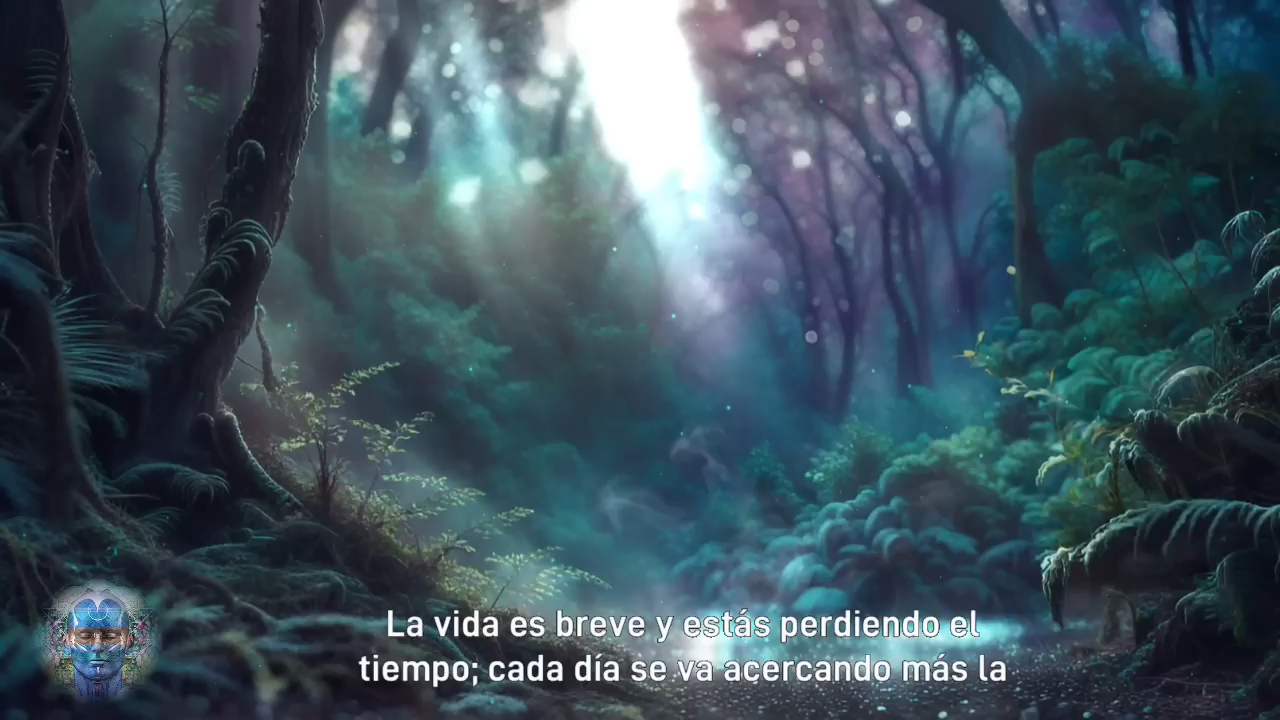 La vida es breve y estás perdiendo el
tiempo; cada día se va acercando más la